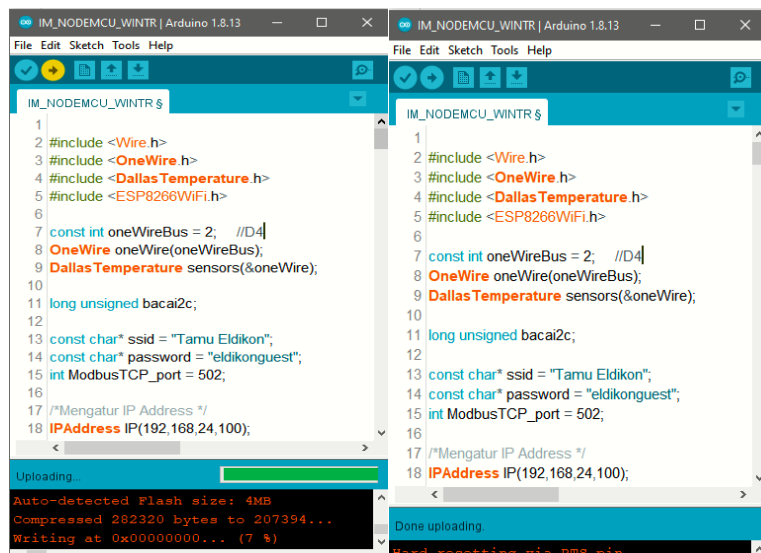 IM_NODEMCU_WINTR | Arduino 1.8.13
File Edit Sketch Tools Help
IM_NODEMCU_WINTR §
1
2 #include <Wire.h>
3 #include <OneWire.h>
4 #include <DallasTemperature.h>
5 #include <ESP8266WiFi.h>
6
7 const int oneWireBus = 2; //D4
8 OneWire oneWire(oneWireBus);
9 DallasTemperature sensors(&oneWire);
10
11 long unsigned bacai2c;
12
13 const char* ssid = "Tamu Eldikon";
14 const char* password = "eldikonguest";
15 int ModbusTCP_port = 502;
16
17 /*Mengatur IP Address */
18 IPAddress IP(192,168,24,100);
Uploading...
Auto-detected Flash size: 4MB
Compressed 282320 bytes to 207394...
Writing at 0x00000000... (7 %)
IM_NODEMCU_WINTR | Arduino 1.8.13
File Edit Sketch Tools Help
IM_NODEMCU_WINTR §
1
2 #include <Wire.h>
3 #include <OneWire.h>
4 #include <DallasTemperature.h>
5 #include <ESP8266WiFi.h>
6
7 const int oneWireBus = 2; //D4
8 OneWire oneWire(oneWireBus);
9 DallasTemperature sensors(&oneWire);
10
11 long unsigned bacai2c;
12
13 const char* ssid = "Tamu Eldikon";
14 const char* password = "eldikonguest";
15 int ModbusTCP_port = 502;
16
17 /*Mengatur IP Address */
18 IPAddress IP(192,168,24,100);
Done uploading.
Hard resetting via RTS pin